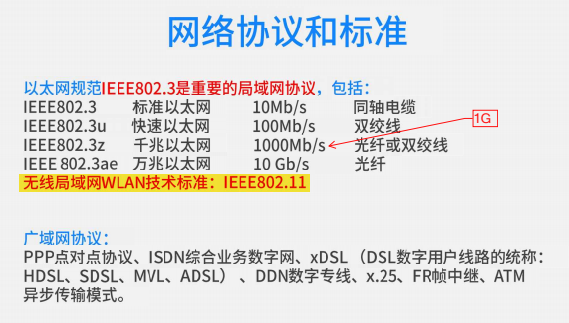 网络协议和标准
以太网规范IEEE802.3是重要的局域网协议，包括：
IEEE802.3 标准以太网 10Mb/s 同轴电缆
IEEE802.3u 快速以太网 100Mb/s 双绞线
1G
IEEE802.3z 千兆以太网 1000Mb/s 光纤或双绞线
IEEE 802.3ae 万兆以太网 10 Gb/s 光纤
无线局域网WLAN技术标准：IEEE802.11
广域网协议：
PPP点对点协议、ISDN综合业务数字网、xDSL（DSL数字用户线路的统称：
HDSL、SDSL、MVL、ADSL） 、DDN数字专线、x.25、FR帧中继、ATM
异步传输模式。